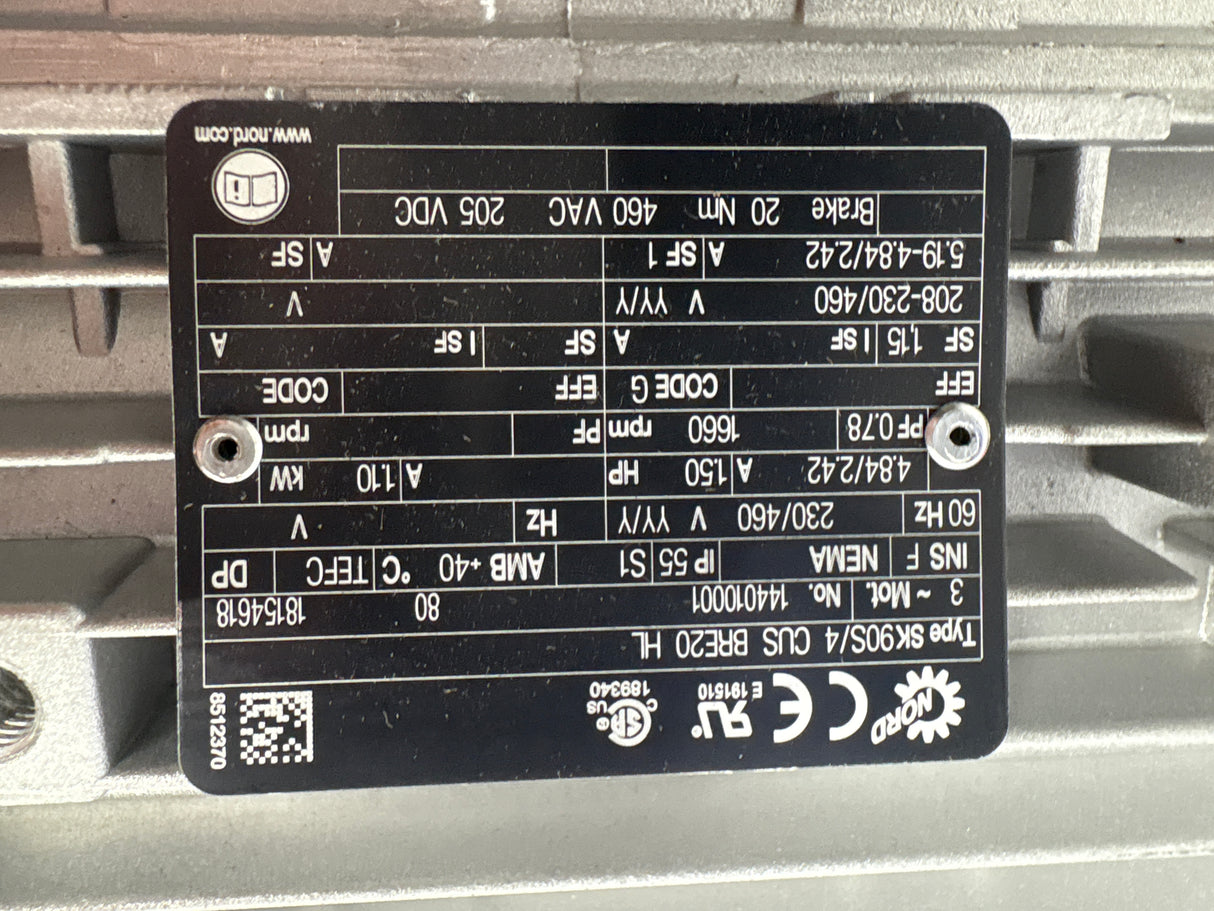 NORD CE UR E 191510 C SA US 189340 8512370
Type SK90S/4 CUS BRE20 HL
3 ~ Mot. No. 144010001 80 18154618
INS F NEMA IP 55 S1 AMB +40 °C TEFC DP
60 Hz 230/460 V YY/Y Hz V
4.84/2.42 A 1.50 HP A 1.10 kW
PF 0.78 1660 rpm PF rpm
EFF CODE G EFF CODE
SF 1,15 I SF A SF I SF A
208-230/460 V YY/Y V
5.19-4.84/2.42 A SF 1 A SF
Brake 20 Nm 460 VAC 205 VDC
www.nord.com